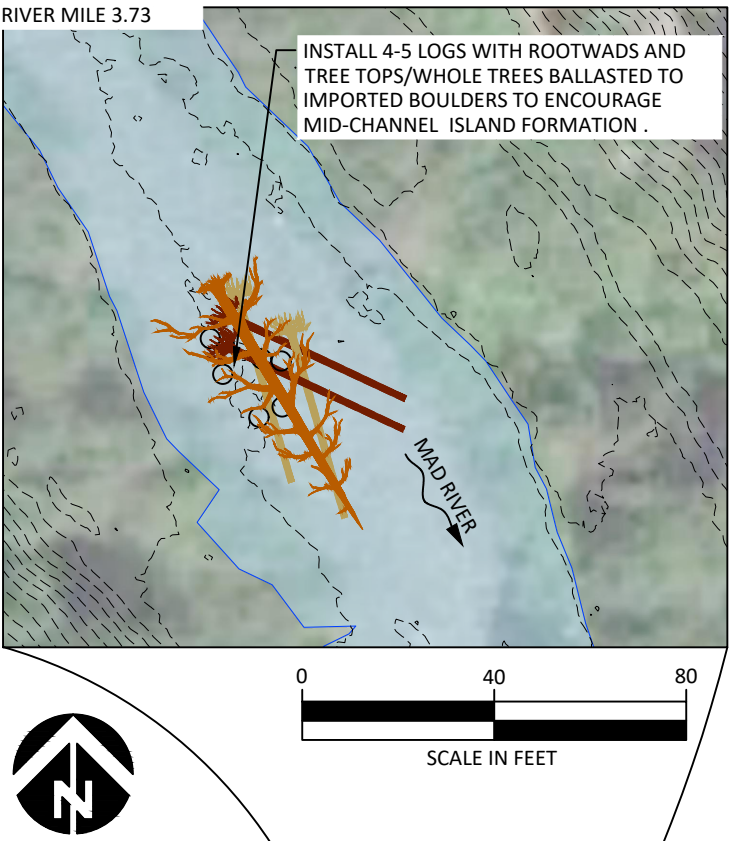 RIVER MILE 3.73
INSTALL 4-5 LOGS WITH ROOTWADS AND
TREE TOPS/WHOLE TREES BALLASTED TO
IMPORTED BOULDERS TO ENCOURAGE
MID-CHANNEL ISLAND FORMATION .
MAD RIVER
0 40 80
SCALE IN FEET
N